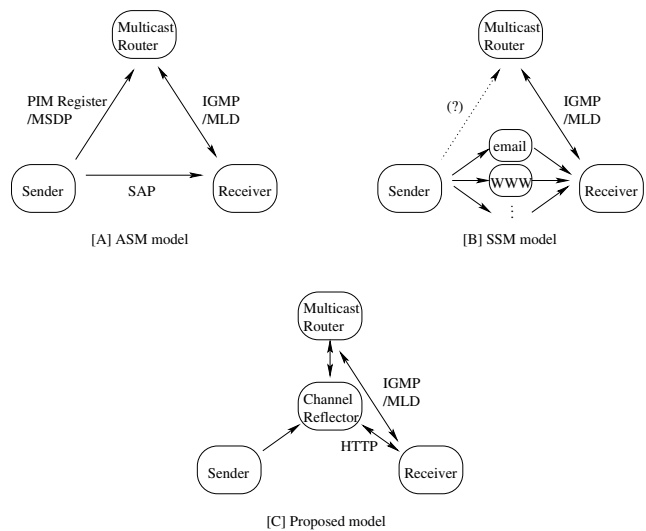 Multicast
Router
PIM Register
/MSDP
IGMP
/MLD
Sender
SAP
Receiver
[A] ASM model
Multicast
Router
(?)
IGMP
/MLD
email
WWW
Sender
Receiver
[B] SSM model
Multicast
Router
IGMP
/MLD
Channel
Reflector
HTTP
Sender
Receiver
[C] Proposed model